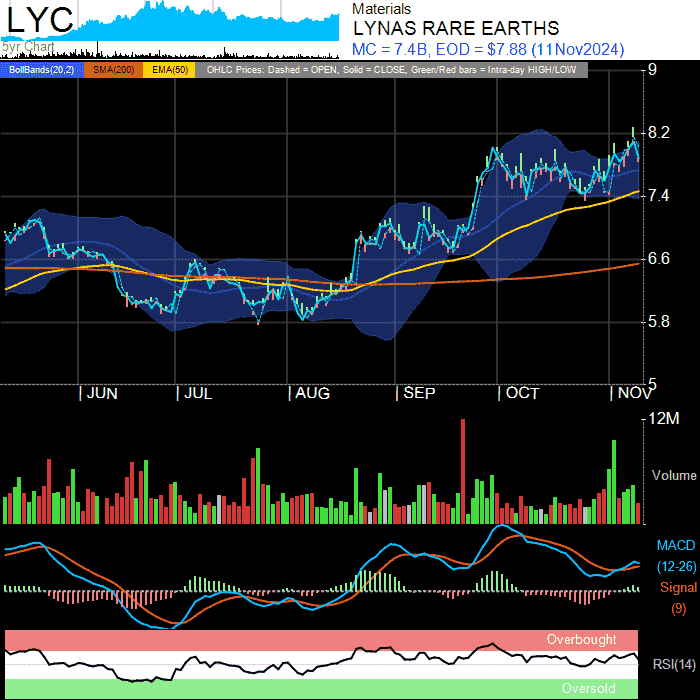 LYC
5yr Chart
Materials
LYNAS RARE EARTHS
MC = 7.4B, EOD = $7.88 (11Nov2024)
BollBands(20,2) SMA(200) EMA(50) OHLC Prices: Dashed = OPEN, Solid = CLOSE, Green/Red bars = Intra-day HIGH/LOW
9
8.2
7.4
6.6
5.8
5
JUN JUL AUG SEP OCT NOV
12M
Volume
MACD
(12-26)
Signal
(9)
Overbought
RSI(14)
Oversold